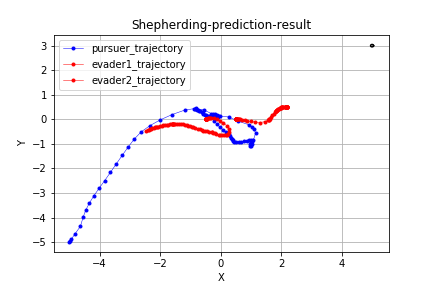 Shepherding-prediction-result
pursuer_trajectory
evader1_trajectory
evader2_trajectory
3
2
1
0
−1
−2
−3
−4
−5
Y
−4
−2
0
2
4
X